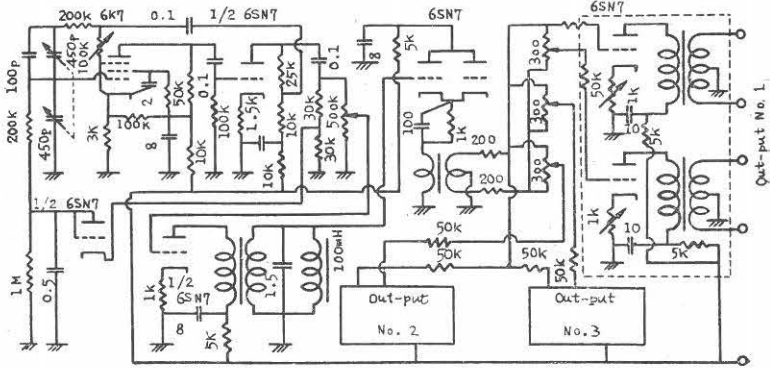 200k 6K7 0.1 1/2 6SN7
100p
450p
100k
2
50k
0.1
100k
1.5k
25k
10k
0.1
30k
500k
30k
200k
450p
3k
100k
8
10k
10k
1/2 6SN7
1M
0.5
1k
1/2
6SN7
8
5k
1.5
100mH
8
5k
6SN7
100
1k
200
200
300
300
300
50k
50k
50k
50k
Out-put
No. 2
Out-put
No. 3
6SN7
50k
1k
10
5k
1k
10
5k
Out-put No. 1